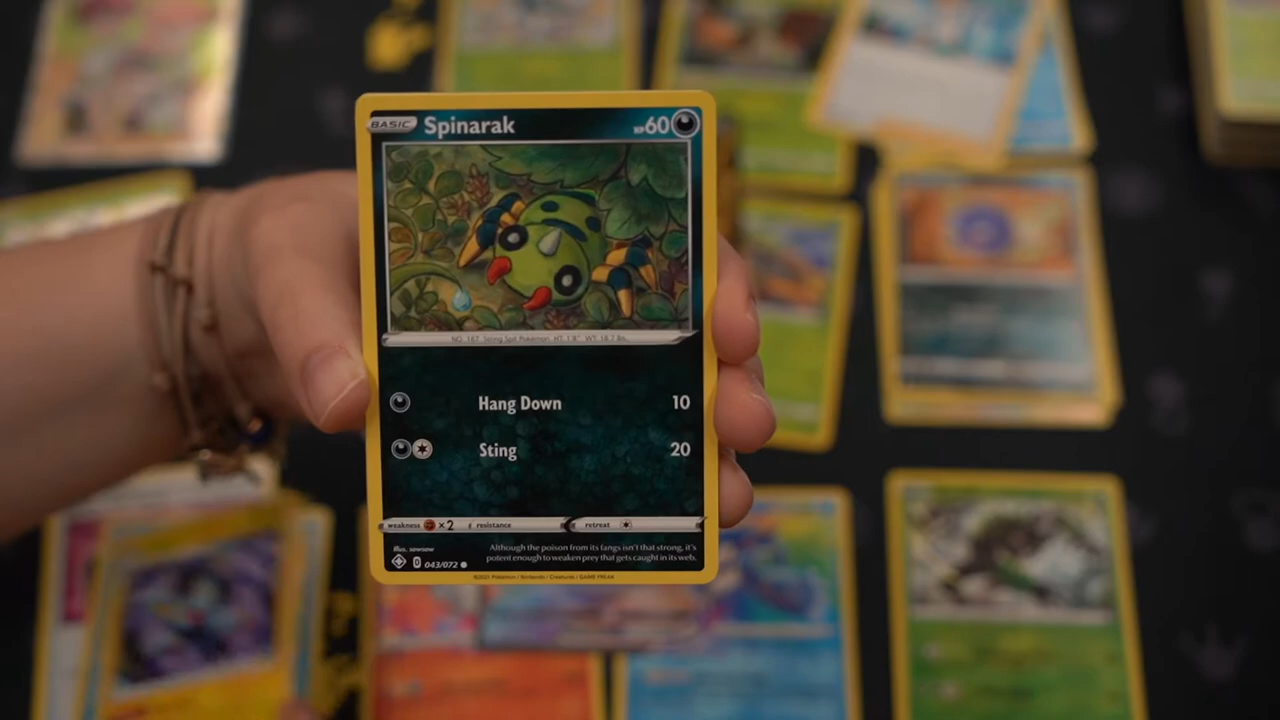 BASIC Spinarak HP60
NO. 167 String Spit Pokémon HT: 1'8" WT: 18.7 lbs.
Hang Down 10
Sting 20
weakness ×2 resistance retreat
Illus. sowsow
Although the poison from its fangs isn't that strong, it's
potent enough to weaken prey that gets caught in its web.
D 043/072
©2021 Pokémon / Nintendo / Creatures / GAME FREAK